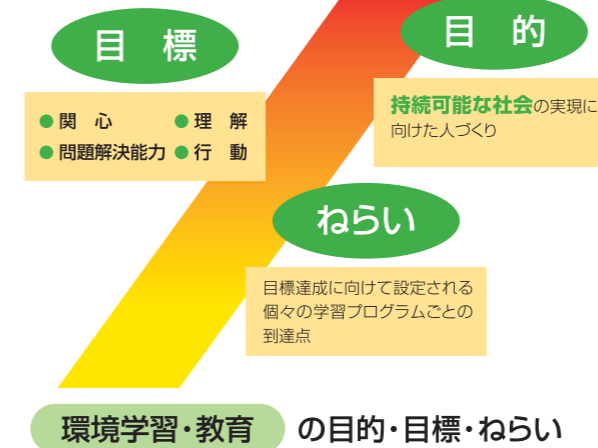 目 標
● 関 心 ● 理 解
● 問題解決能力 ● 行 動
目 的
持続可能な社会の実現に
向けた人づくり
ねらい
目標達成に向けて設定される
個々の学習プログラムごとの
到達点
環境学習・教育 の目的・目標・ねらい